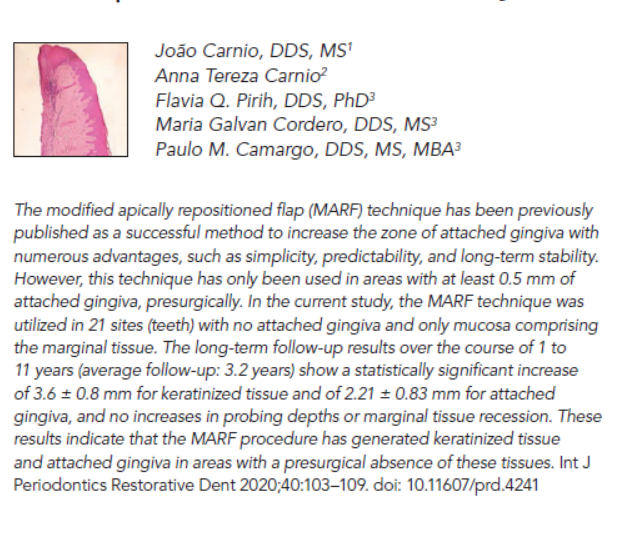 João Carnio, DDS, MS¹
Anna Tereza Carnio²
Flavia Q. Pirih, DDS, PhD³
Maria Galvan Cordero, DDS, MS³
Paulo M. Camargo, DDS, MS, MBA³
The modified apically repositioned flap (MARF) technique has been previously
published as a successful method to increase the zone of attached gingiva with
numerous advantages, such as simplicity, predictability, and long-term stability.
However, this technique has only been used in areas with at least 0.5 mm of
attached gingiva, presurgically. In the current study, the MARF technique was
utilized in 21 sites (teeth) with no attached gingiva and only mucosa comprising
the marginal tissue. The long-term follow-up results over the course of 1 to
11 years (average follow-up: 3.2 years) show a statistically significant increase
of 3.6 ± 0.8 mm for keratinized tissue and of 2.21 ± 0.83 mm for attached
gingiva, and no increases in probing depths or marginal tissue recession. These
results indicate that the MARF procedure has generated keratinized tissue
and attached gingiva in areas with a presurgical absence of these tissues. Int J
Periodontics Restorative Dent 2020;40:103–109. doi: 10.11607/prd.4241